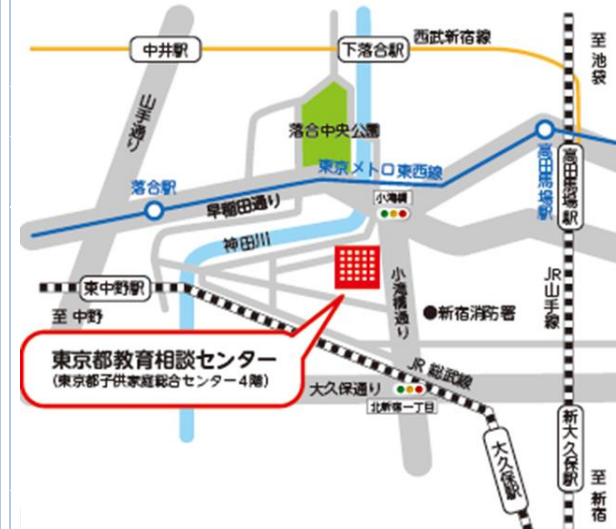 中井駅
下落合駅
西武新宿線
至 池袋
山手通り
落合中央公園
東京メトロ東西線
高田馬場駅
高田馬場駅
落合駅
早稲田通り
小滝橋
神田川
小滝橋通り
JR山手線
東中野駅
至 中野
新宿消防署
東京都教育相談センター
(東京都子供家庭総合センター4階)
JR 総武線
大久保通り
北新宿一丁目
大久保駅
新大久保駅
至 新宿